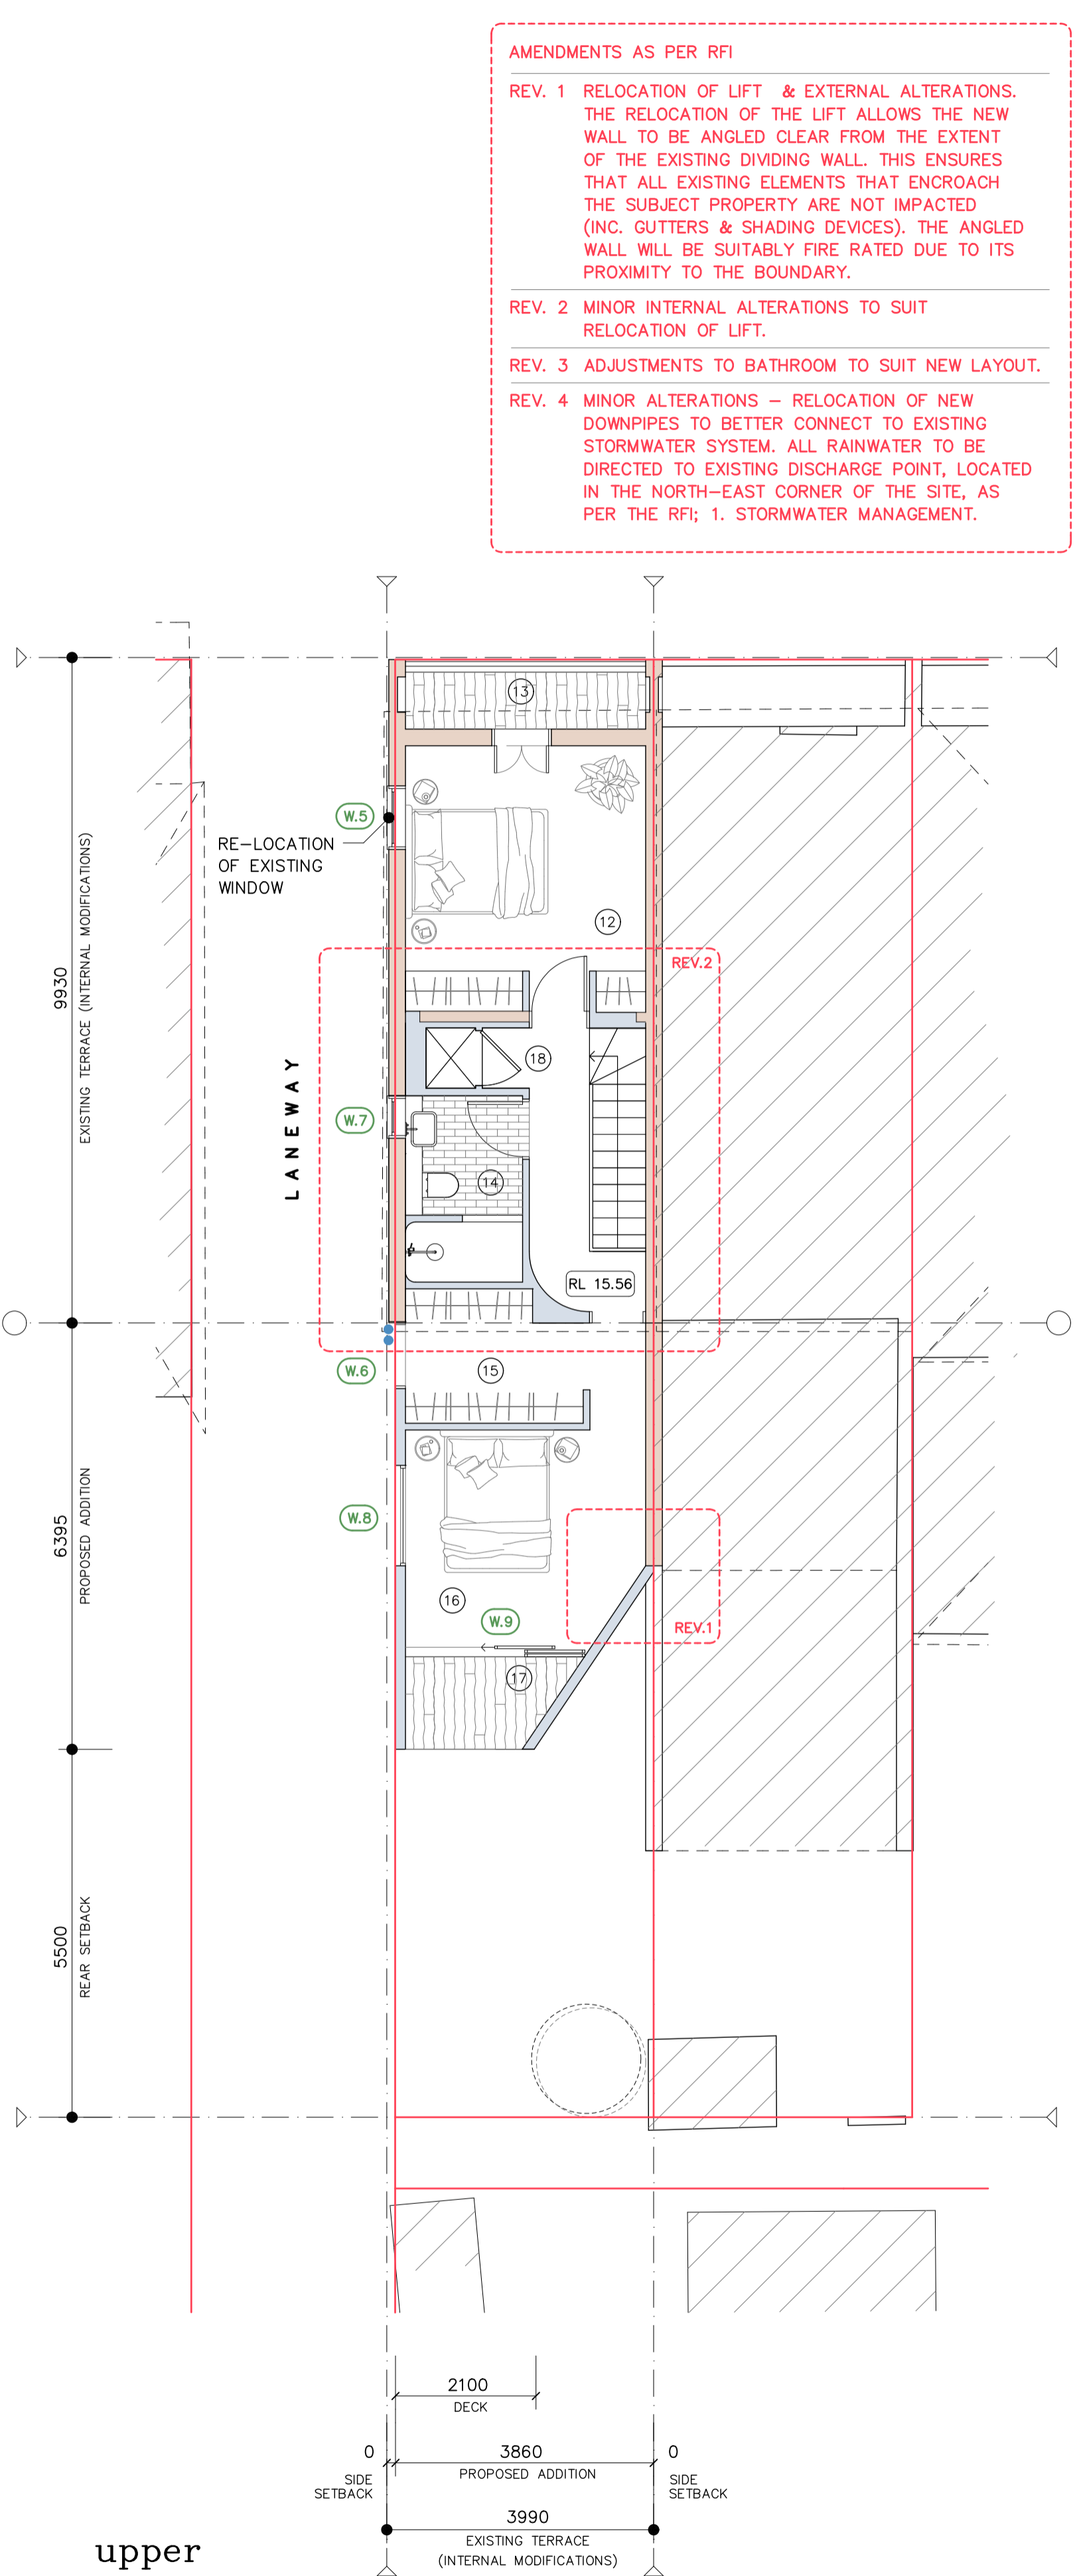 AMENDMENTS AS PER RFI
REV. 1 RELOCATION OF LIFT & EXTERNAL ALTERATIONS.
THE RELOCATION OF THE LIFT ALLOWS THE NEW
WALL TO BE ANGLED CLEAR FROM THE EXTENT
OF THE EXISTING DIVIDING WALL. THIS ENSURES
THAT ALL EXISTING ELEMENTS THAT ENCROACH
THE SUBJECT PROPERTY ARE NOT IMPACTED
(INC. GUTTERS & SHADING DEVICES). THE ANGLED
WALL WILL BE SUITABLY FIRE RATED DUE TO ITS
PROXIMITY TO THE BOUNDARY.
REV. 2 MINOR INTERNAL ALTERATIONS TO SUIT
RELOCATION OF LIFT.
REV. 3 ADJUSTMENTS TO BATHROOM TO SUIT NEW LAYOUT.
REV. 4 MINOR ALTERATIONS – RELOCATION OF NEW
DOWNPIPES TO BETTER CONNECT TO EXISTING
STORMWATER SYSTEM. ALL RAINWATER TO BE
DIRECTED TO EXISTING DISCHARGE POINT, LOCATED
IN THE NORTH–EAST CORNER OF THE SITE, AS
PER THE RFI; 1. STORMWATER MANAGEMENT.
13
W.5
RE–LOCATION
OF EXISTING
WINDOW
12
9930
EXISTING TERRACE (INTERNAL MODIFICATIONS)
REV.2
18
LANEWAY
W.7
14
RL 15.56
W.6
15
W.8
6395
PROPOSED ADDITION
16
W.9
REV.1
17
5500
REAR SETBACK
2100
DECK
0
3860
0
PROPOSED ADDITION
SIDE
SETBACK
SIDE
SETBACK
3990
EXISTING TERRACE
(INTERNAL MODIFICATIONS)
upper